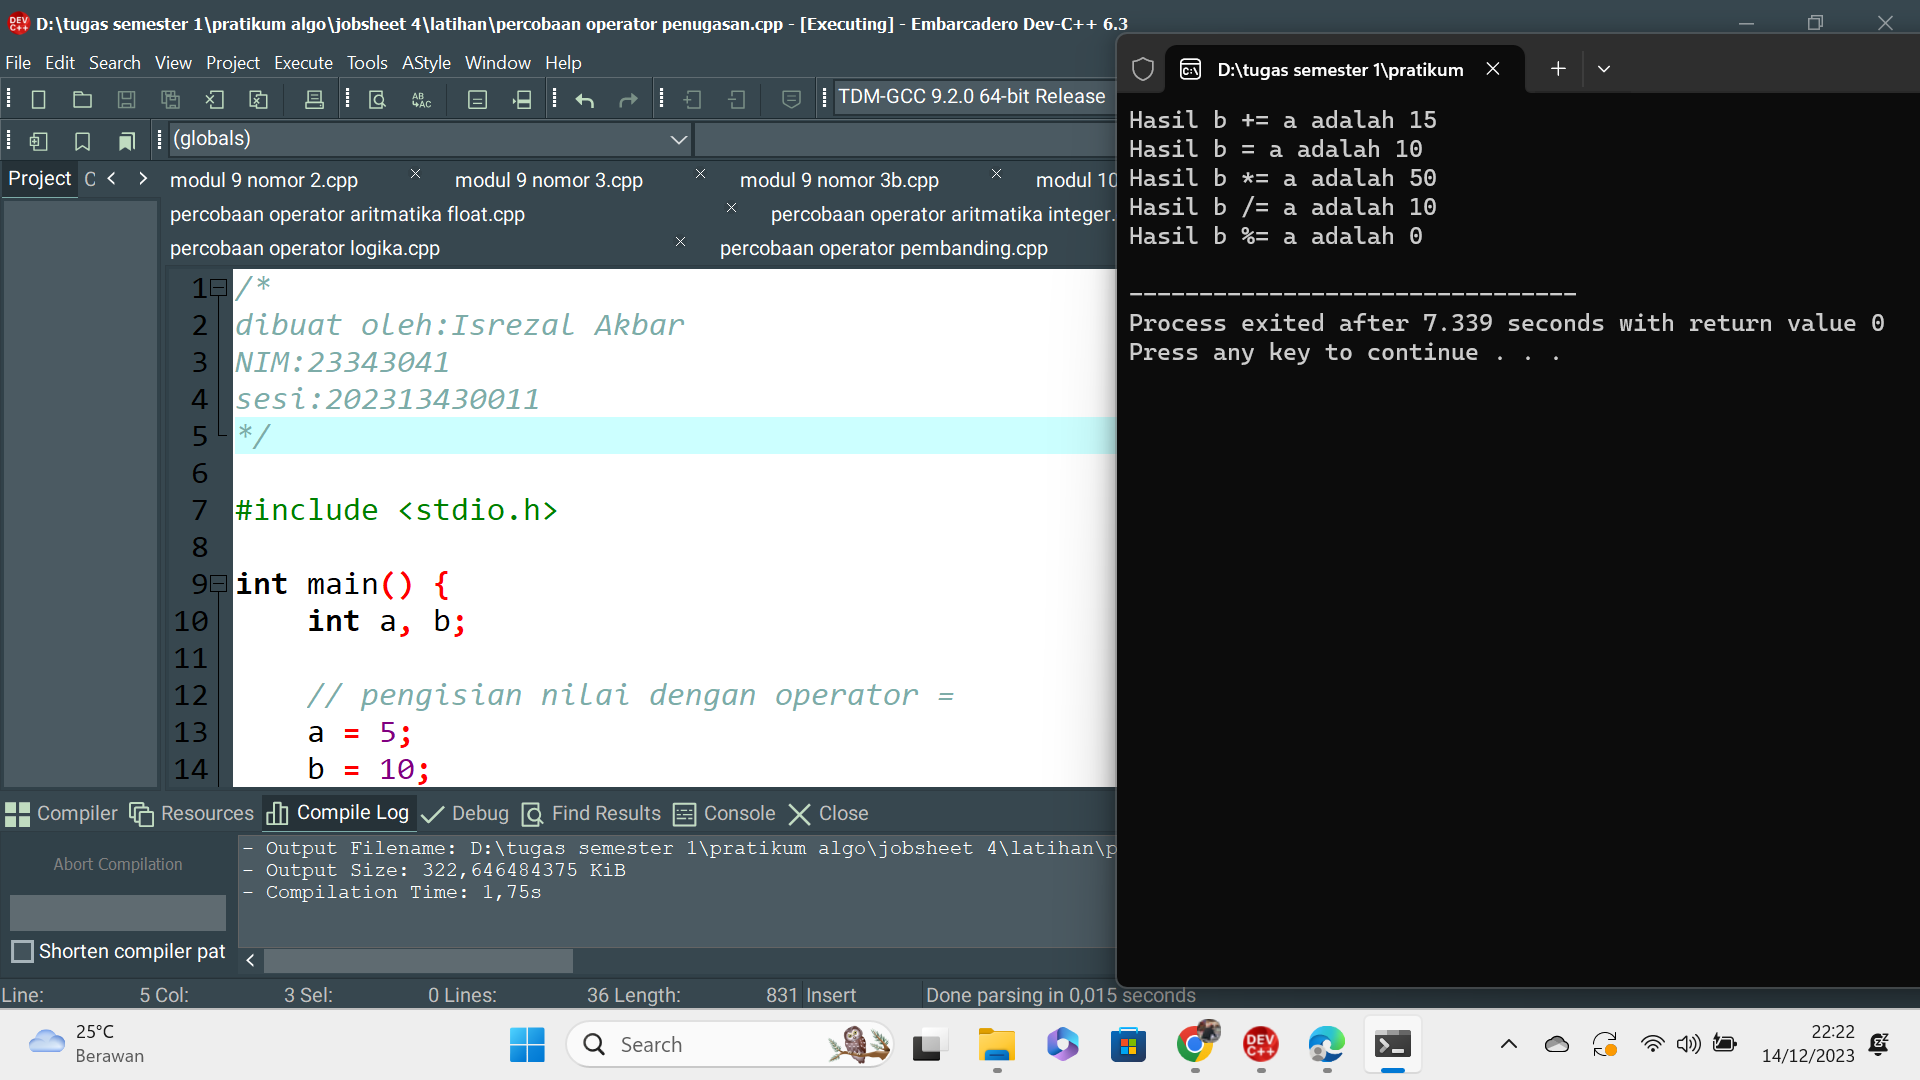 D:\tugas semester 1\pratikum algo\jobsheet 4\latihan\percobaan operator penugasan.cpp - [Executing] - Embarcadero Dev-C++ 6.3
File Edit Search View Project Execute Tools AStyle Window Help
TDM-GCC 9.2.0 64-bit Release
(globals)
Project C
modul 9 nomor 2.cpp modul 9 nomor 3.cpp modul 9 nomor 3b.cpp modul 10
percobaan operator aritmatika float.cpp percobaan operator aritmatika integer.
percobaan operator logika.cpp percobaan operator pembanding.cpp
1 /*
2 dibuat oleh:Isrezal Akbar
3 NIM:23343041
4 sesi:202313430011
5 */
6
7 #include <stdio.h>
8
9 int main() {
10 int a, b;
11
12 // pengisian nilai dengan operator =
13 a = 5;
14 b = 10;
Compiler Resources Compile Log Debug Find Results Console Close
Abort Compilation
Shorten compiler pat
- Output Filename: D:\tugas semester 1\pratikum algo\jobsheet 4\latihan\p
- Output Size: 322,646484375 KiB
- Compilation Time: 1,75s
Line: 5 Col: 3 Sel: 0 Lines: 36 Length: 831 Insert Done parsing in 0,015 seconds
D:\tugas semester 1\pratikum
Hasil b += a adalah 15
Hasil b = a adalah 10
Hasil b *= a adalah 50
Hasil b /= a adalah 10
Hasil b %= a adalah 0
--------------------------------
Process exited after 7.339 seconds with return value 0
Press any key to continue . . .
25°C
Berawan
Search
DEV
C++
22:22
14/12/2023